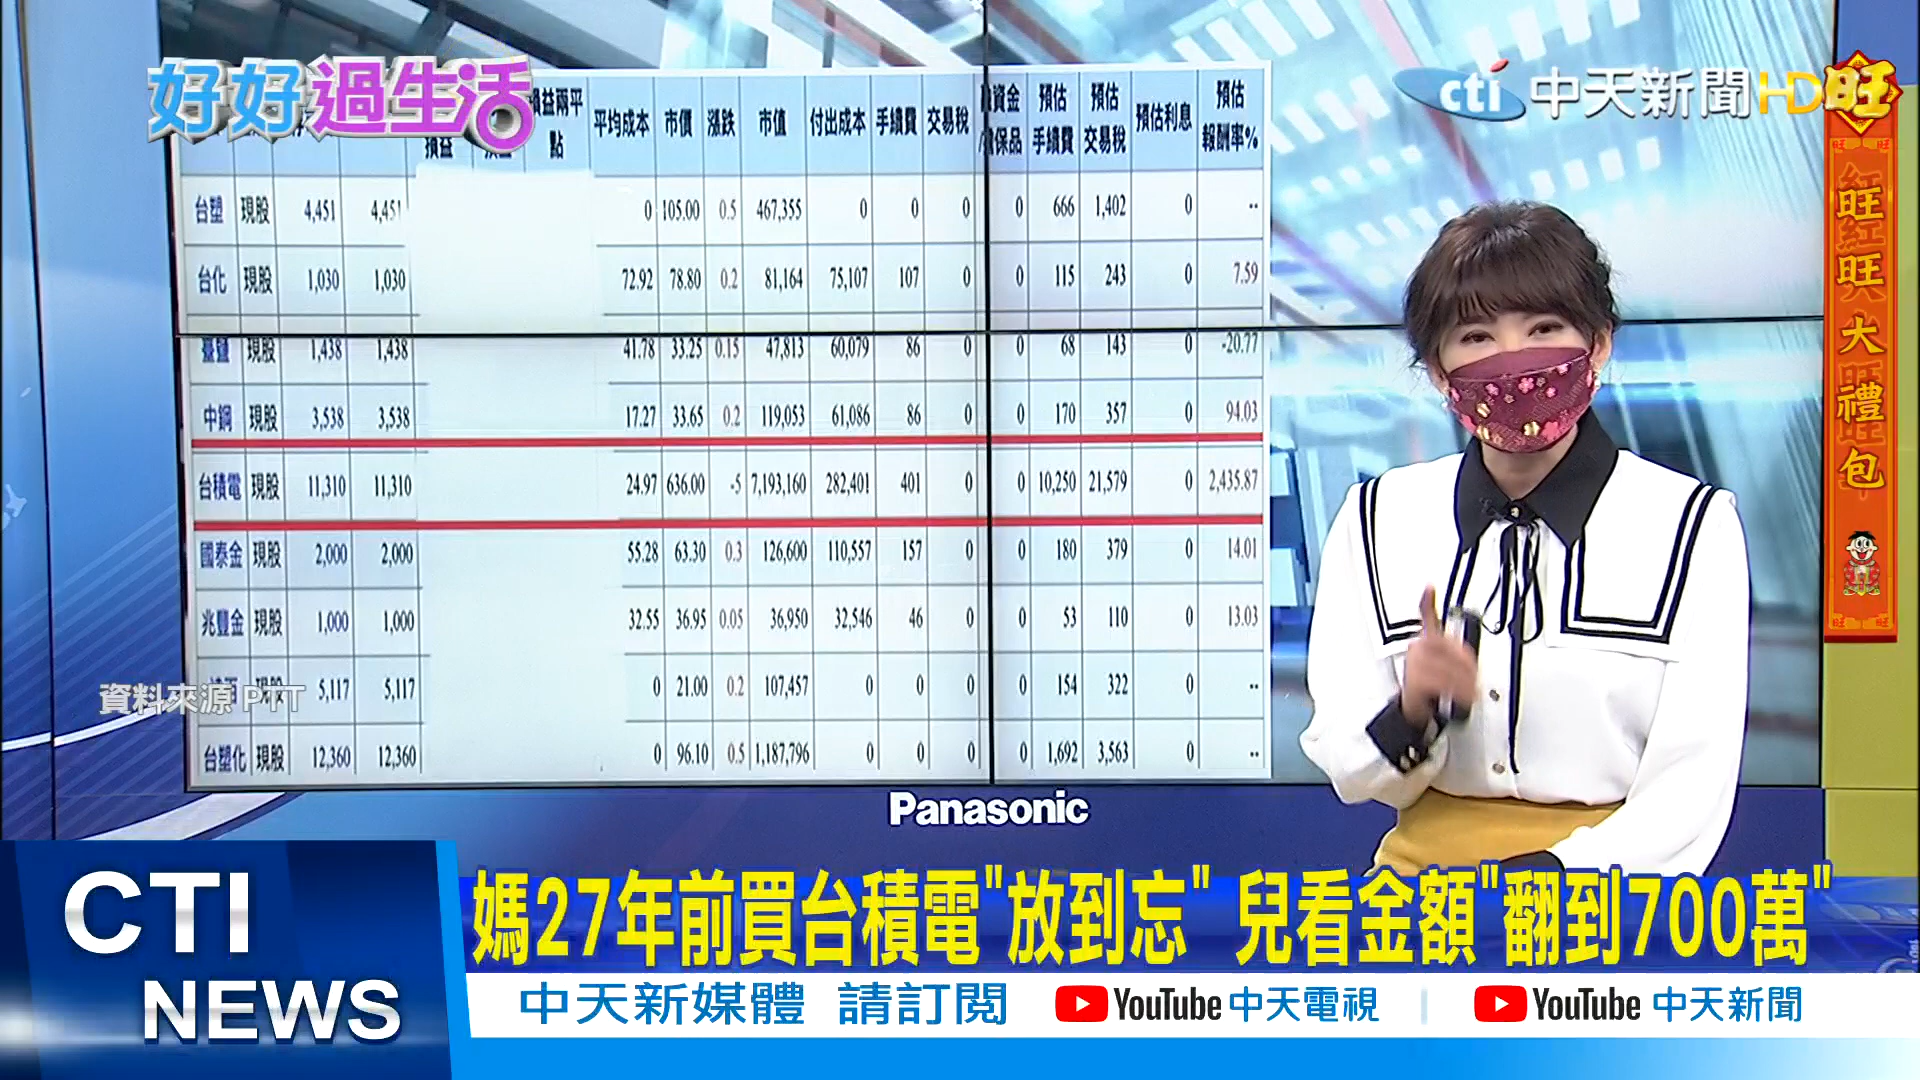 好好過生活
cti 中天新聞HD
旺
旺旺大禮包
損益兩平點 平均成本 市價 漲跌 市值 付出成本 手續費 交易稅 資金 保品 預估手續費 預估交易稅 預估利息 預估報酬率%
損益
台塑 現股 4,451 4,451 0 105.00 0.5 467,355 0 0 0 0 666 1,402 0 --
台化 現股 1,030 1,030 72.92 78.80 0.2 81,164 75,107 107 0 0 115 243 0 7.59
臺鹽 現股 1,438 1,438 41.78 33.25 0.15 47,813 60,079 86 0 0 68 143 0 -20.77
中鋼 現股 3,538 3,538 17.27 33.65 0.2 119,053 61,086 86 0 0 170 357 0 94.03
台積電 現股 11,310 11,310 24.97 636.00 -5 7,193,160 282,401 401 0 0 10,250 21,579 0 2,435.87
國泰金 現股 2,000 2,000 55.28 63.30 0.3 126,600 110,557 157 0 0 180 379 0 14.01
兆豐金 現股 1,000 1,000 32.55 36.95 0.05 36,950 32,546 46 0 0 53 110 0 13.03
現股 5,117 5,117 0 21.00 0.2 107,457 0 0 0 0 154 322 0 --
台塑化 現股 12,360 12,360 0 96.10 0.5 1,187,796 0 0 0 0 1,692 3,563 0 --
資料來源 PTT
Panasonic
CTI NEWS
媽27年前買台積電"放到忘" 兒看金額"翻到700萬"
中天新媒體 請訂閱 YouTube 中天電視 | YouTube 中天新聞